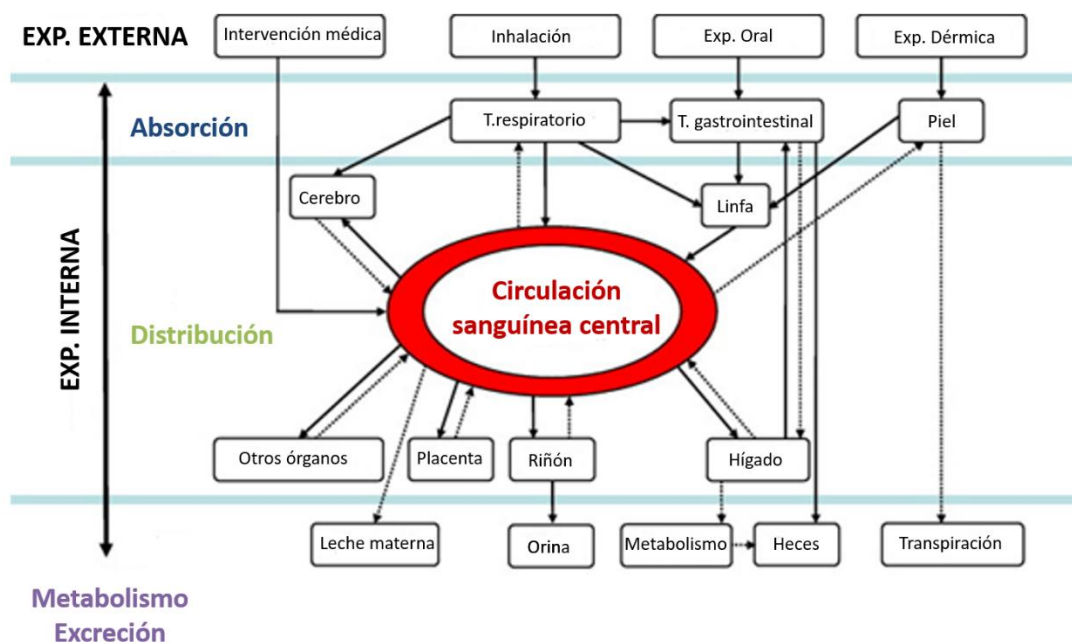 EXP. EXTERNA
Intervención médica
Inhalación
Exp. Oral
Exp. Dérmica
Absorción
T.respiratorio
T. gastrointestinal
Piel
Cerebro
Linfa
EXP. INTERNA
Distribución
Circulación
sanguínea central
Otros órganos
Placenta
Riñón
Hígado
Leche materna
Orina
Metabolismo
Heces
Transpiración
Metabolismo
Excreción